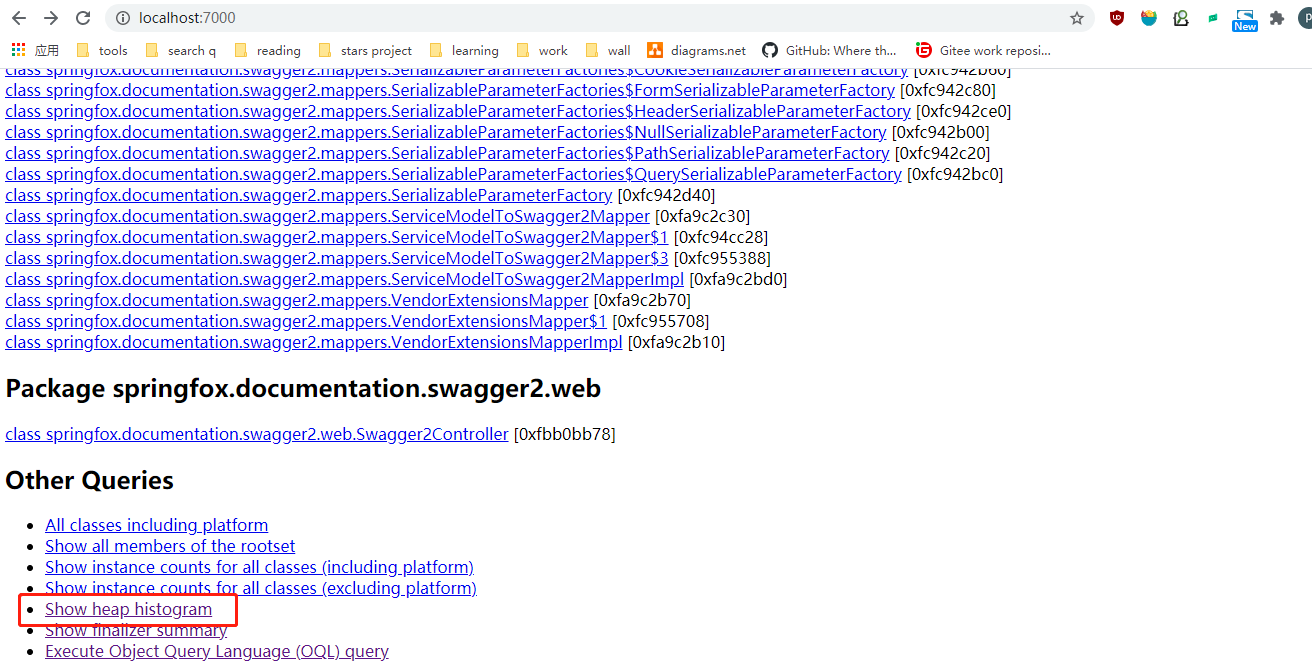 localhost:7000
New
P
应用 tools search q reading stars project learning work wall diagrams.net GitHub: Where th... Gitee work reposi...
class springfox.documentation.swagger2.mappers.SerializableParameterFactories$CookieSerializableParameterFactory [0xfc942b60]
class springfox.documentation.swagger2.mappers.SerializableParameterFactories$FormSerializableParameterFactory [0xfc942c80]
class springfox.documentation.swagger2.mappers.SerializableParameterFactories$HeaderSerializableParameterFactory [0xfc942ce0]
class springfox.documentation.swagger2.mappers.SerializableParameterFactories$NullSerializableParameterFactory [0xfc942b00]
class springfox.documentation.swagger2.mappers.SerializableParameterFactories$PathSerializableParameterFactory [0xfc942c20]
class springfox.documentation.swagger2.mappers.SerializableParameterFactories$QuerySerializableParameterFactory [0xfc942bc0]
class springfox.documentation.swagger2.mappers.SerializableParameterFactory [0xfc942d40]
class springfox.documentation.swagger2.mappers.ServiceModelToSwagger2Mapper [0xfa9c2c30]
class springfox.documentation.swagger2.mappers.ServiceModelToSwagger2Mapper$1 [0xfc94cc28]
class springfox.documentation.swagger2.mappers.ServiceModelToSwagger2Mapper$3 [0xfc955388]
class springfox.documentation.swagger2.mappers.ServiceModelToSwagger2MapperImpl [0xfa9c2bd0]
class springfox.documentation.swagger2.mappers.VendorExtensionsMapper [0xfa9c2b70]
class springfox.documentation.swagger2.mappers.VendorExtensionsMapper$1 [0xfc955708]
class springfox.documentation.swagger2.mappers.VendorExtensionsMapperImpl [0xfa9c2b10]
Package springfox.documentation.swagger2.web
class springfox.documentation.swagger2.web.Swagger2Controller [0xfbb0bb78]
Other Queries
All classes including platform
Show all members of the rootset
Show instance counts for all classes (including platform)
Show instance counts for all classes (excluding platform)
Show heap histogram
Show finalizer summary
Execute Object Query Language (OQL) query